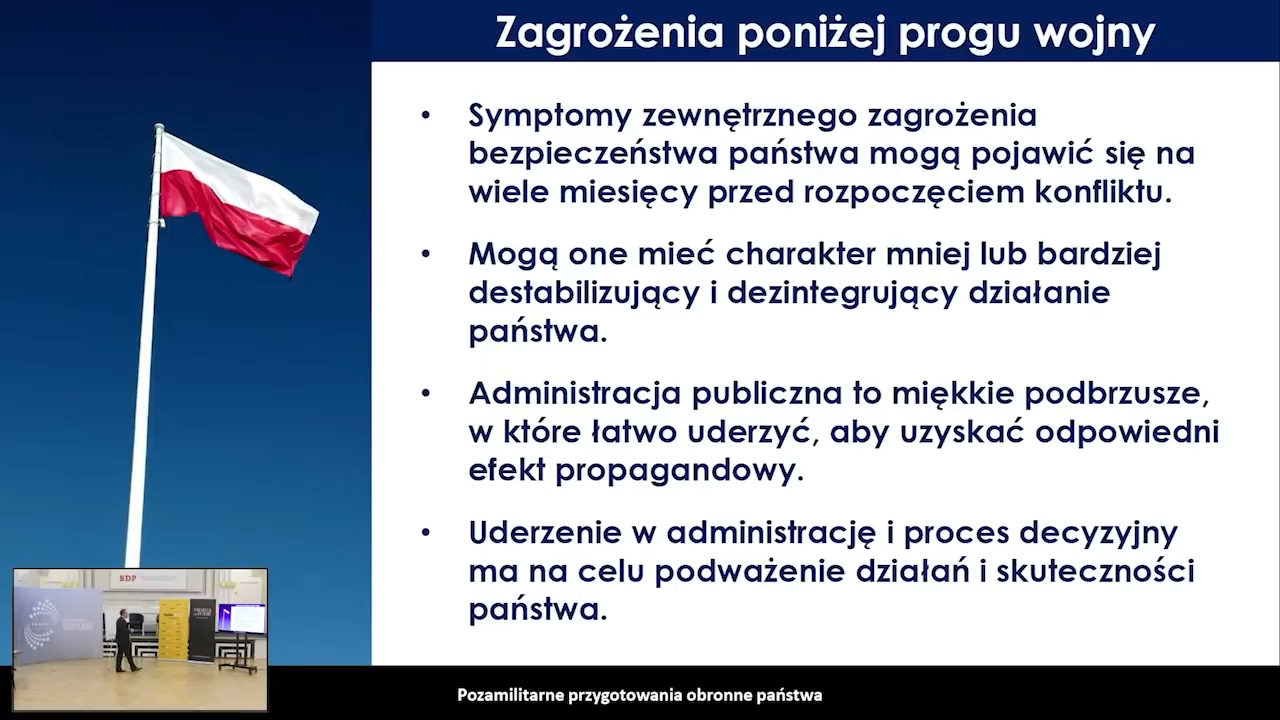 Zagrożenia poniżej progu wojny
• Symptomy zewnętrznego zagrożenia
bezpieczeństwa państwa mogą pojawić się na
wiele miesięcy przed rozpoczęciem konfliktu.
• Mogą one mieć charakter mniej lub bardziej
destabilizujący i dezintegrujący działanie
państwa.
• Administracja publiczna to miękkie podbrzusze,
w które łatwo uderzyć, aby uzyskać odpowiedni
efekt propagandowy.
• Uderzenie w administrację i proces decyzyjny
ma na celu podważenie działań i skuteczności
państwa.
SDP
Pozamilitarne przygotowania obronne państwa